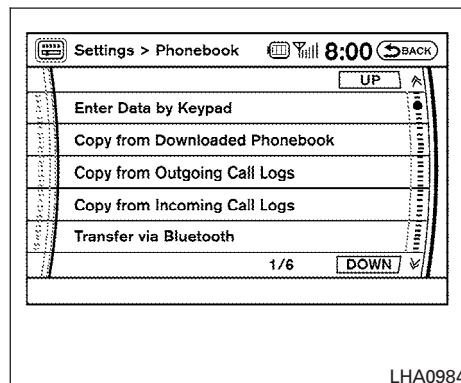 Settings > Phonebook 8:00 BACK
UP
Enter Data by Keypad
Copy from Downloaded Phonebook
Copy from Outgoing Call Logs
Copy from Incoming Call Logs
Transfer via Bluetooth
1/6 DOWN
LHA0984